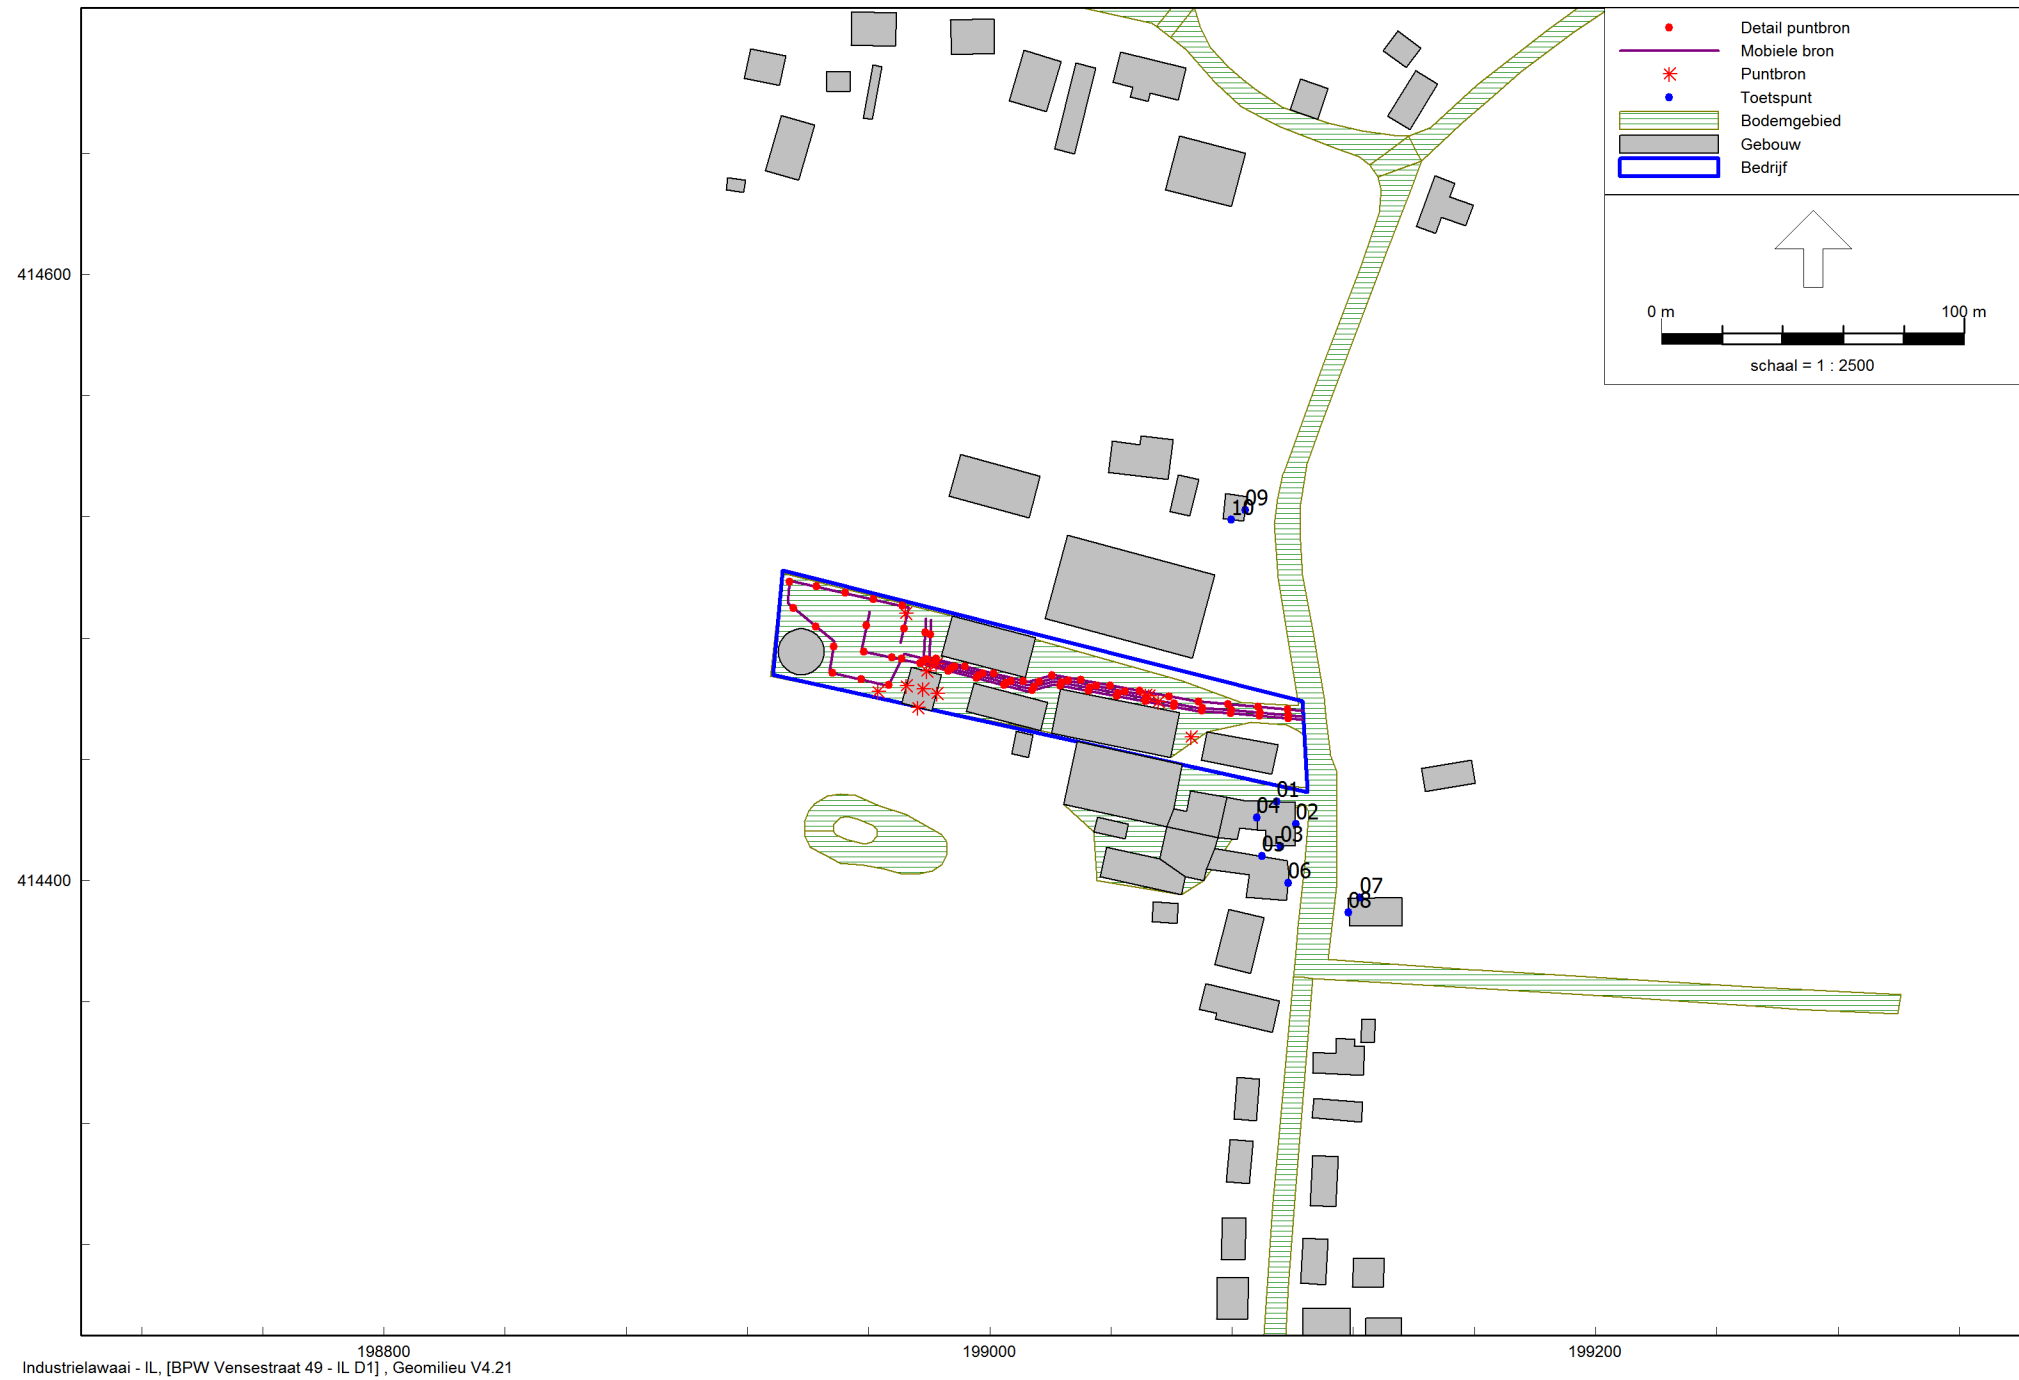 Detail puntbron
Mobiele bron
Puntbron
Toetspunt
Bodemgebied
Gebouw
Bedrijf
414600
0 m 100 m
schaal = 1 : 2500
09
10
01
04 02
03
05
06
414400
07
08
198800 199000 199200
Industrielawaai - IL, [BPW Vensestraat 49 - IL D1] , Geomilieu V4.21